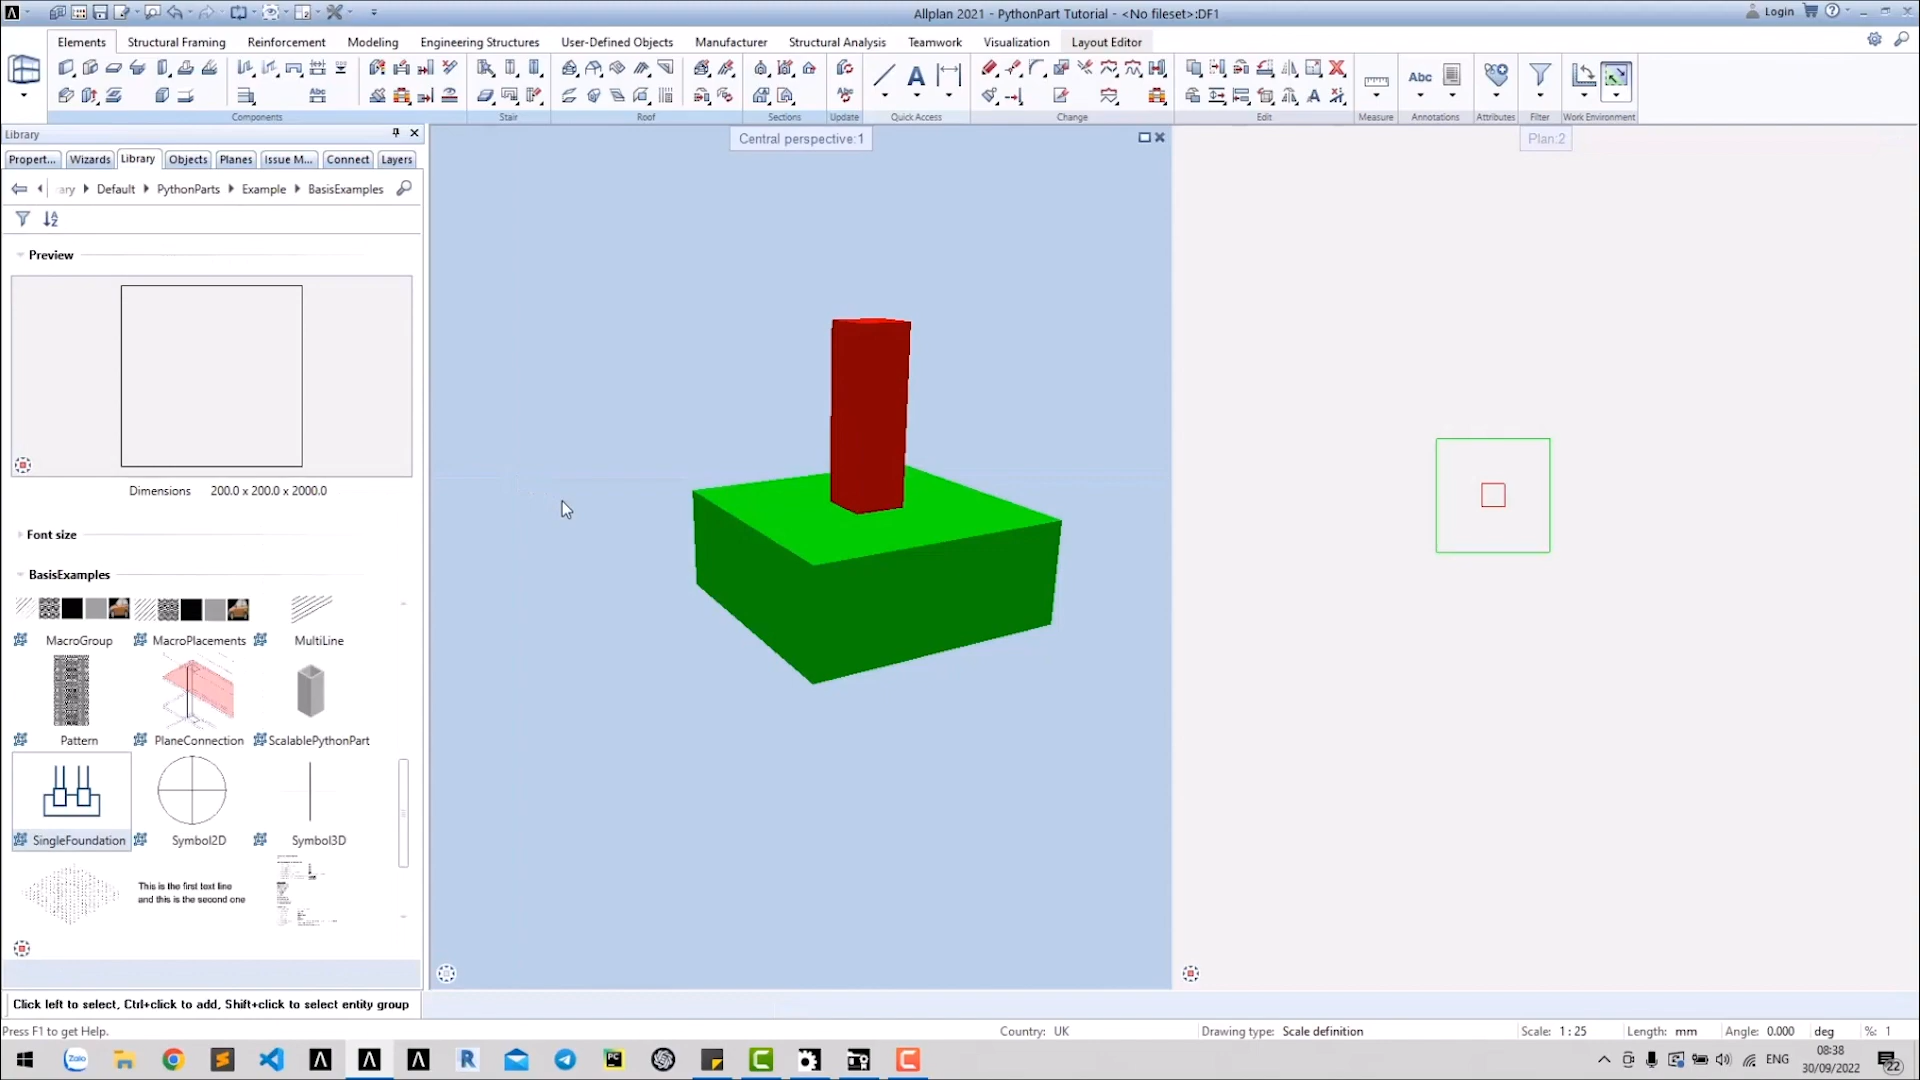 Allplan 2021 - PythonPart Tutorial - <No fileset>:DF1
Login
Elements
Structural Framing
Reinforcement
Modeling
Engineering Structures
User-Defined Objects
Manufacturer
Structural Analysis
Teamwork
Visualization
Layout Editor
Abc
Components
Stair
Roof
Sections
Update
Quick Access
Change
Edit
Measure
Annotations
Attributes
Filter
Work Environment
Library
Central perspective:1
Plan:2
Propert...
Wizards
Library
Objects
Planes
Issue M...
Connect
Layers
ary
Default
PythonParts
Example
BasisExamples
Preview
Dimensions 200.0 x 200.0 x 2000.0
Font size
BasisExamples
MacroGroup
MacroPlacements
MultiLine
Pattern
PlaneConnection
ScalablePythonPart
SingleFoundation
Symbol2D
Symbol3D
This is the first text line
and this is the second one
Click left to select, Ctrl+click to add, Shift+click to select entity group
Press F1 to get Help.
Country: UK
Drawing type: Scale definition
Scale: 1 : 25
Length: mm
Angle: 0.000
deg
%: 1
Zalo
ENG
08:38
30/09/2022
22